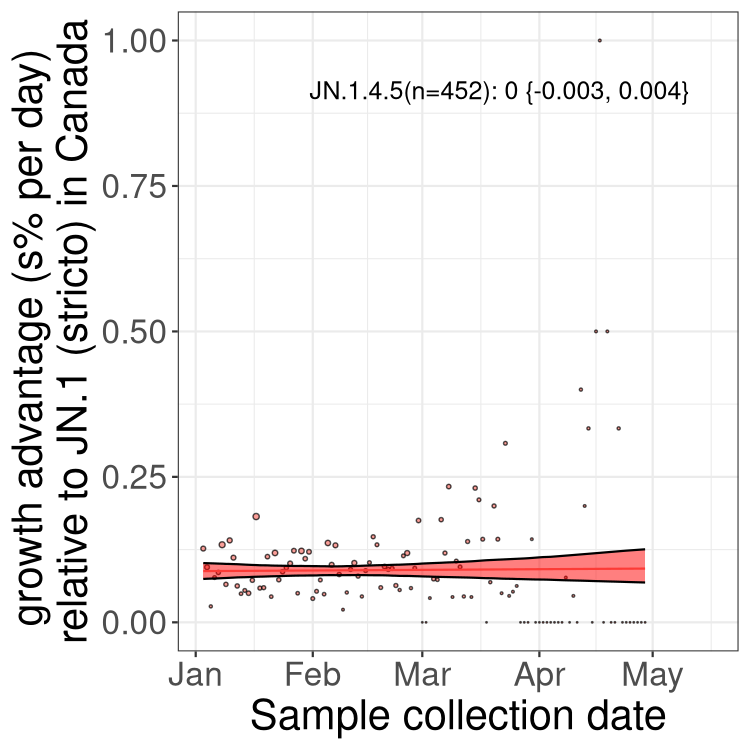 growth advantage (s% per day)
relative to JN.1 (stricto) in Canada
1.00
0.75
0.50
0.25
0.00
JN.1.4.5(n=452): 0 {-0.003, 0.004}
Jan Feb Mar Apr May
Sample collection date